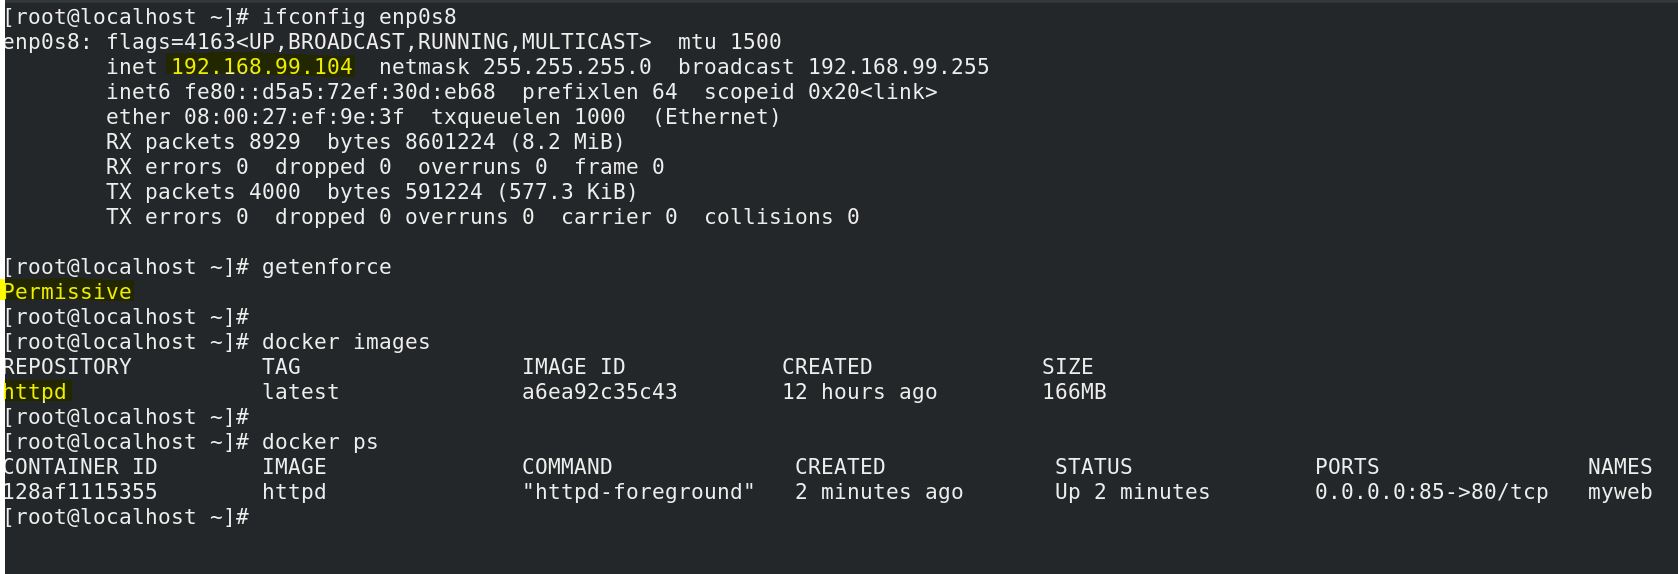 [root@localhost ~]# ifconfig enp0s8
enp0s8: flags=4163<UP,BROADCAST,RUNNING,MULTICAST>  mtu 1500
        inet 192.168.99.104  netmask 255.255.255.0  broadcast 192.168.99.255
        inet6 fe80::d5a5:72ef:30d:eb68  prefixlen 64  scopeid 0x20<link>
        ether 08:00:27:ef:9e:3f  txqueuelen 1000  (Ethernet)
        RX packets 8929  bytes 8601224 (8.2 MiB)
        RX errors 0  dropped 0  overruns 0  frame 0
        TX packets 4000  bytes 591224 (577.3 KiB)
        TX errors 0  dropped 0 overruns 0  carrier 0  collisions 0

[root@localhost ~]# getenforce
Permissive
[root@localhost ~]#
[root@localhost ~]# docker images
REPOSITORY          TAG                 IMAGE ID            CREATED             SIZE
httpd               latest              a6ea92c35c43        12 hours ago        166MB
[root@localhost ~]#
[root@localhost ~]# docker ps
CONTAINER ID        IMAGE               COMMAND              CREATED             STATUS              PORTS                NAMES
128af1115355        httpd               "httpd-foreground"   2 minutes ago       Up 2 minutes        0.0.0.0:85->80/tcp   myweb
[root@localhost ~]#